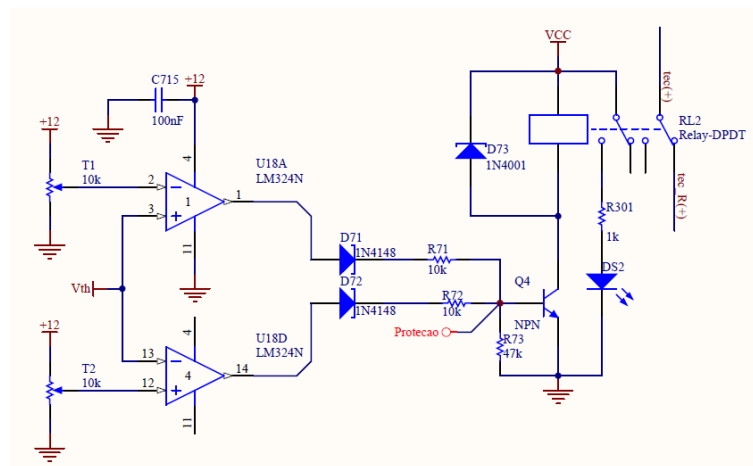 VCC
tec(+)
C715
+12
100nF
RL2
Relay-DPDT
+12
D73
1N4001
T1
10k
4
U18A
LM324N
2
1
1
3
11
tec_R(+)
R301
1k
D71
1N4148
R71
10k
DS2
Vth
D72
1N4148
R72
10k
Q4
NPN
+12
4
U18D
LM324N
Protecao
R73
47k
T2
10k
13
14
4
12
11